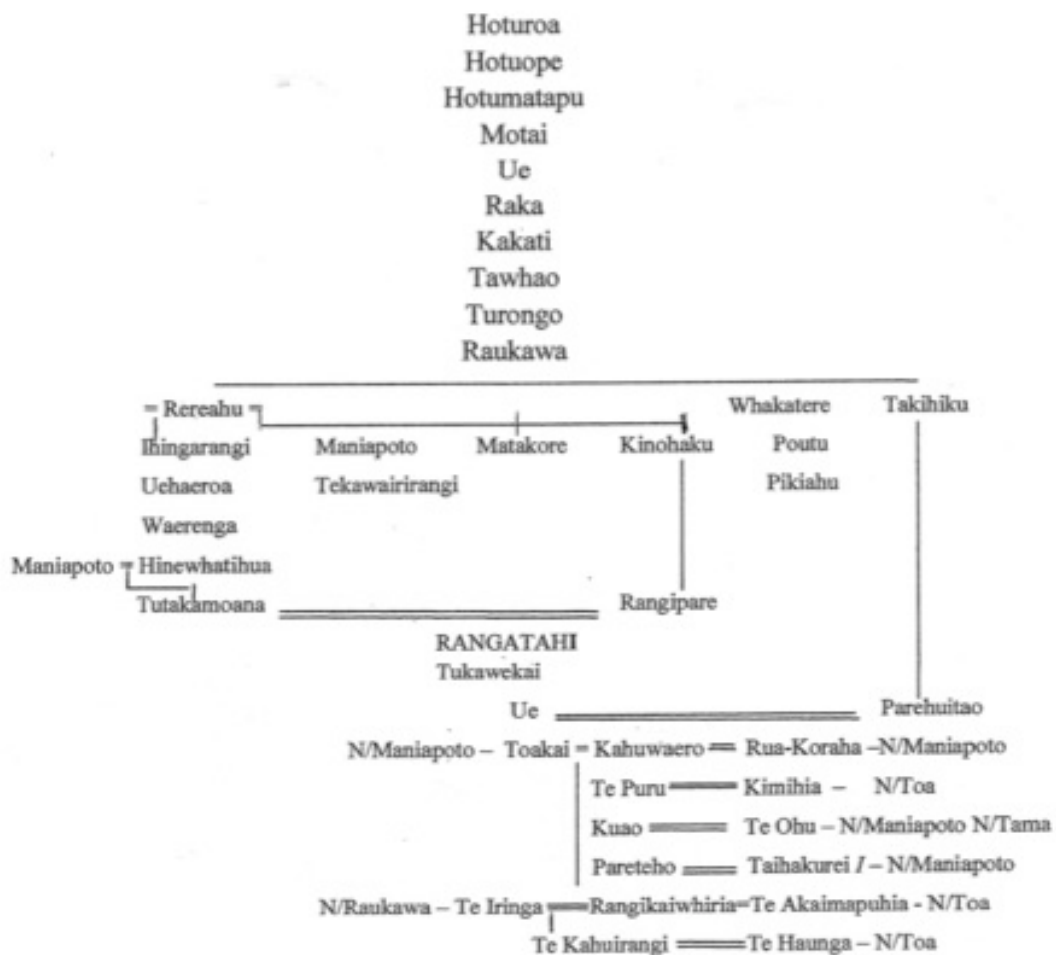 Hoturoa
Hotuope
Hotumatapu
Motai
Ue
Raka
Kakati
Tawhao
Turongo
Raukawa
= Rereahu = Whakatere Takihiku
Ihingarangi Maniapoto Matakore Kinohaku Poutu
Uehaeroa Tekawairirangi Pikiahu
Waerenga
Maniapoto = Hinewhatihua
Tutakamoana Rangipare
RANGATAHI
Tukawekai
Ue Parehuitao
N/Maniapoto – Toakai = Kahuwaero = Rua-Koraha –N/Maniapoto
Te Puru Kimihia – N/Toa
Kuao Te Ohu – N/Maniapoto N/Tama
Pareteho Taihakurei I – N/Maniapoto
N/Raukawa – Te Iringa Rangikaiwhiria=Te Akaimapuhia - N/Toa
Te Kahuirangi Te Haunga – N/Toa